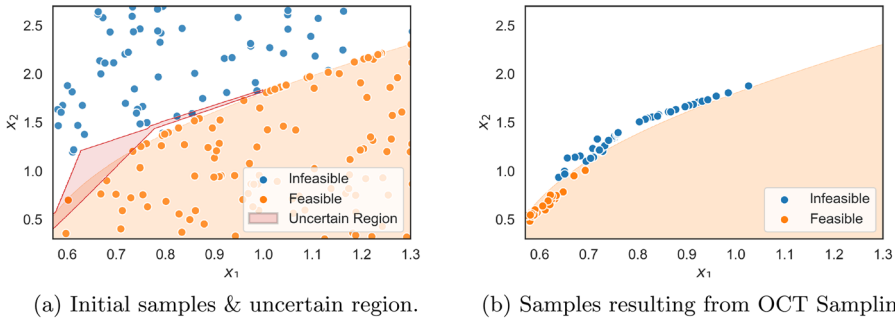 2.5
2.0
1.5
1.0
0.5
x2
0.6 0.7 0.8 0.9 1.0 1.1 1.2 1.3
x1
Infeasible
Feasible
Uncertain Region
(a) Initial samples & uncertain region.
2.5
2.0
1.5
1.0
0.5
x2
0.6 0.7 0.8 0.9 1.0 1.1 1.2 1.3
x1
Infeasible
Feasible
(b) Samples resulting from OCT Samplin